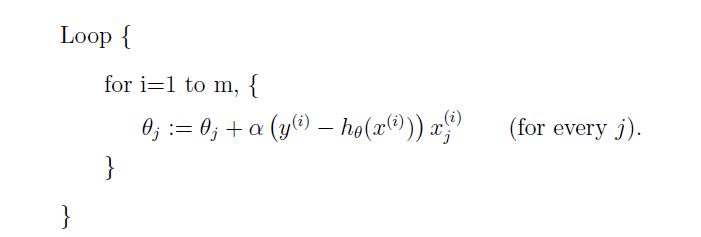 Loop {
for i=1 to m, {
θ_j := θ_j + α (y^{(i)} − h_θ(x^{(i)})) x_j^{(i)} (for every j).
}
}